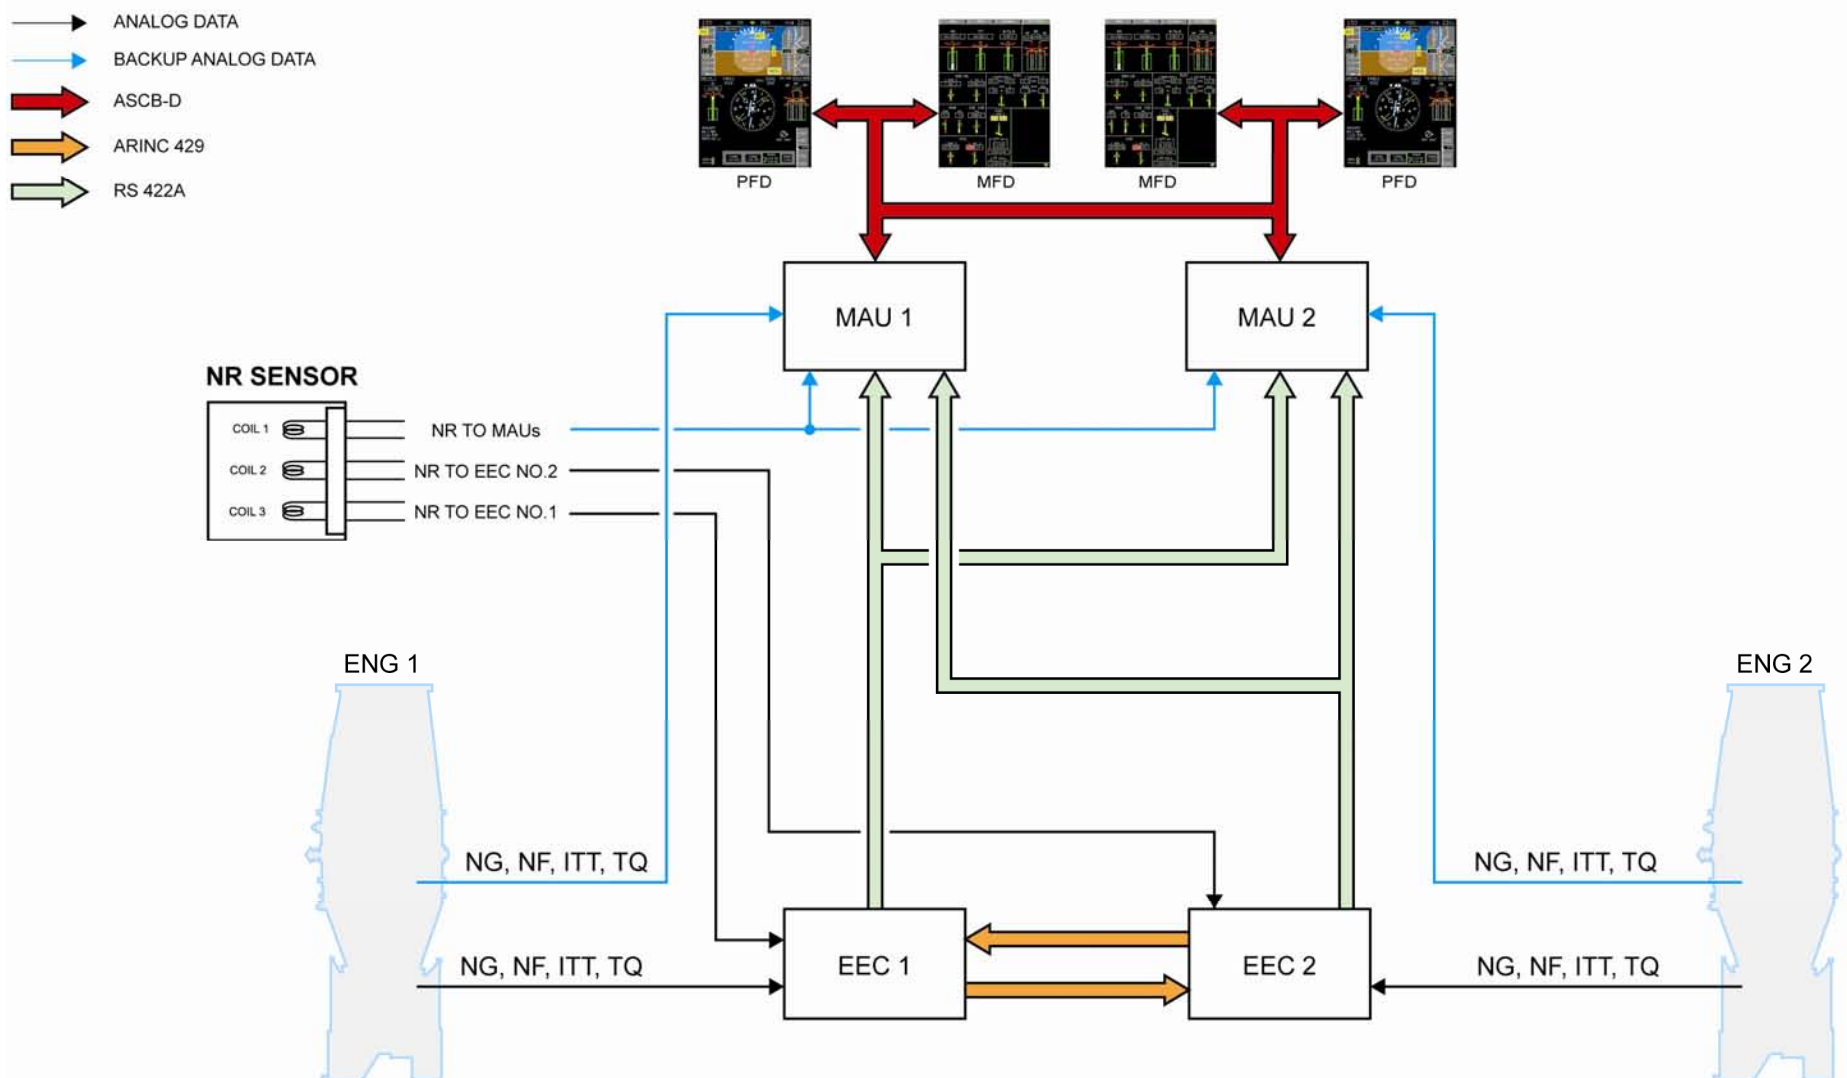 ANALOG DATA
BACKUP ANALOG DATA
ASCB-D
ARINC 429
RS 422A
PFD
MFD
MFD
PFD
MAU 1
MAU 2
NR SENSOR
COIL 1
NR TO MAUs
COIL 2
NR TO EEC NO.2
COIL 3
NR TO EEC NO.1
ENG 1
ENG 2
NG, NF, ITT, TQ
NG, NF, ITT, TQ
NG, NF, ITT, TQ
EEC 1
EEC 2
NG, NF, ITT, TQ